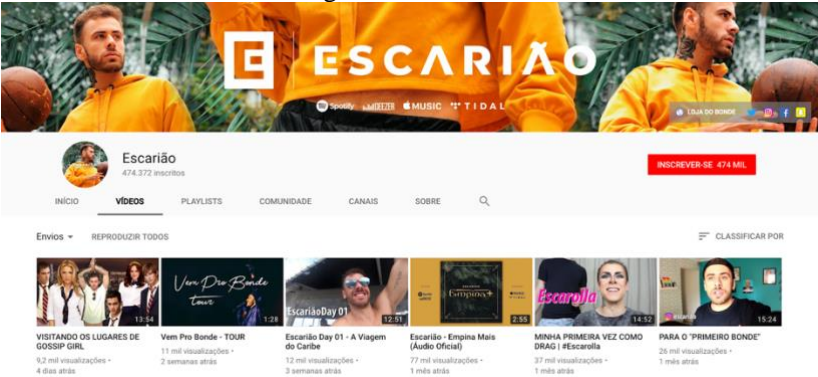 ESCARIÃO
Spotify DEEZER MUSIC TIDAL
LOJA DO BONDE
Escarião
474.372 inscritos
INSCREVER-SE 474 MIL
INÍCIO VÍDEOS PLAYLISTS COMUNIDADE CANAIS SOBRE
Envios REPRODUZIR TODOS CLASSIFICAR POR
13:54
Vem Pro Bonde
tour
1:28
EscariãoDay 01
12:51
Empina+
2:55
Escarolla
14:52
15:24
VISITANDO OS LUGARES DE
GOSSIP GIRL
9,2 mil visualizações •
4 dias atrás
Vem Pro Bonde - TOUR
11 mil visualizações •
2 semanas atrás
Escarião Day 01 - A Viagem
do Caribe
12 mil visualizações •
3 semanas atrás
Escarião - Empina Mais
(Áudio Oficial)
77 mil visualizações •
1 mês atrás
MINHA PRIMEIRA VEZ COMO
DRAG | #Escarolla
37 mil visualizações •
1 mês atrás
PARA O "PRIMEIRO BONDE"
26 mil visualizações •
1 mês atrás